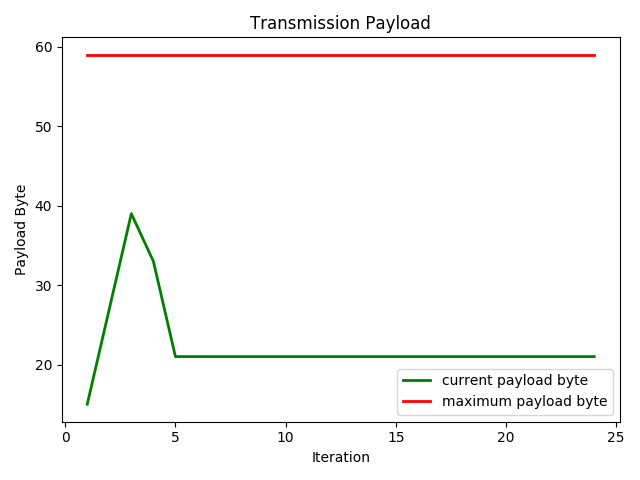 Transmission Payload
60
50
40
30
20
Payload Byte
0
5
10
15
20
25
Iteration
current payload byte
maximum payload byte